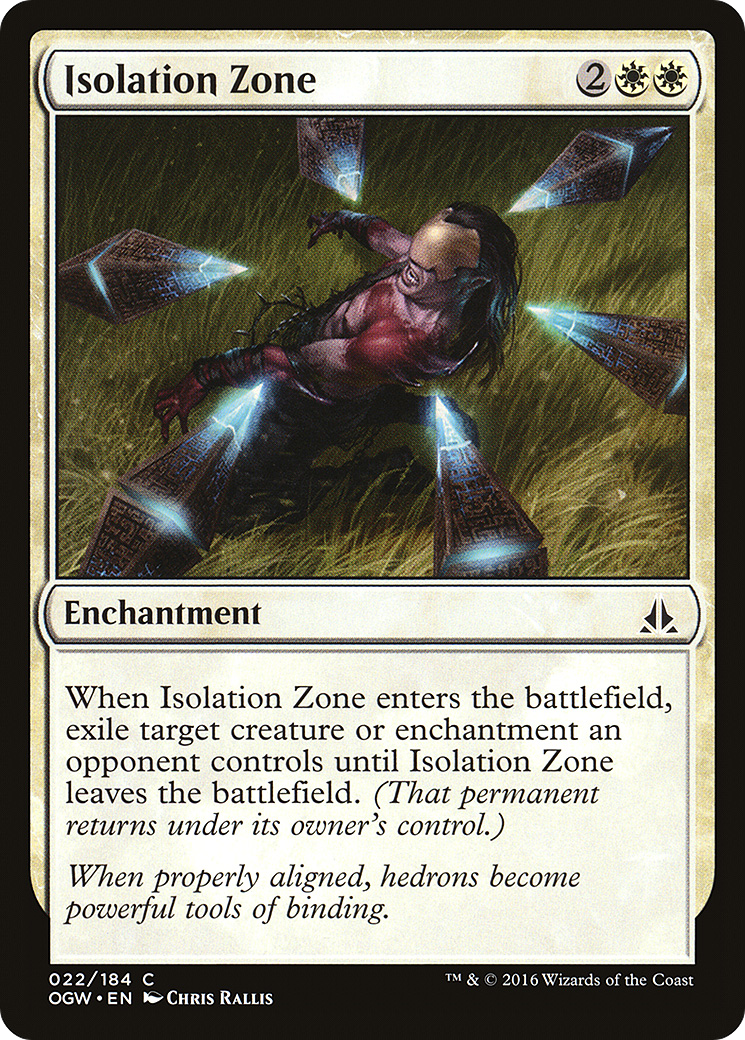 Isolation Zone 2
Enchantment
When Isolation Zone enters the battlefield,
exile target creature or enchantment an
opponent controls until Isolation Zone
leaves the battlefield. (That permanent
returns under its owner's control.)
When properly aligned, hedrons become
powerful tools of binding.
022/184 C
OGW • EN Chris Rallis
™ & © 2016 Wizards of the Coast